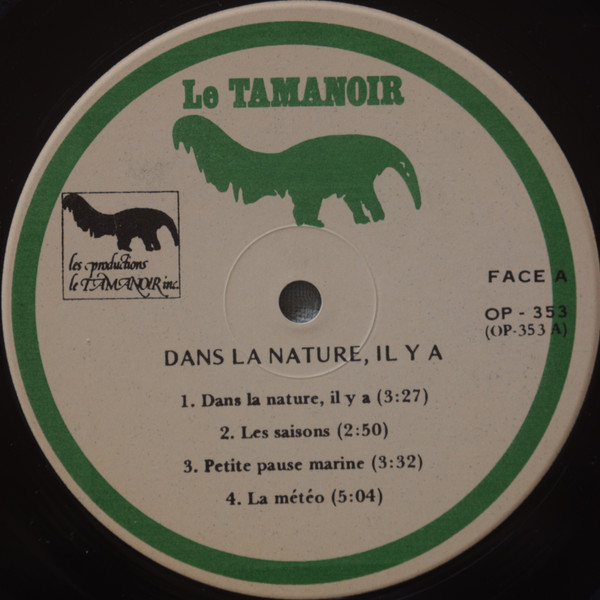 Le TAMANOIR
les productions
le TAMANOIR inc.
FACE A
OP - 353
(OP-353 A)
DANS LA NATURE, IL Y A
1. Dans la nature, il y a (3:27)
2. Les saisons (2:50)
3. Petite pause marine (3:32)
4. La météo (5:04)